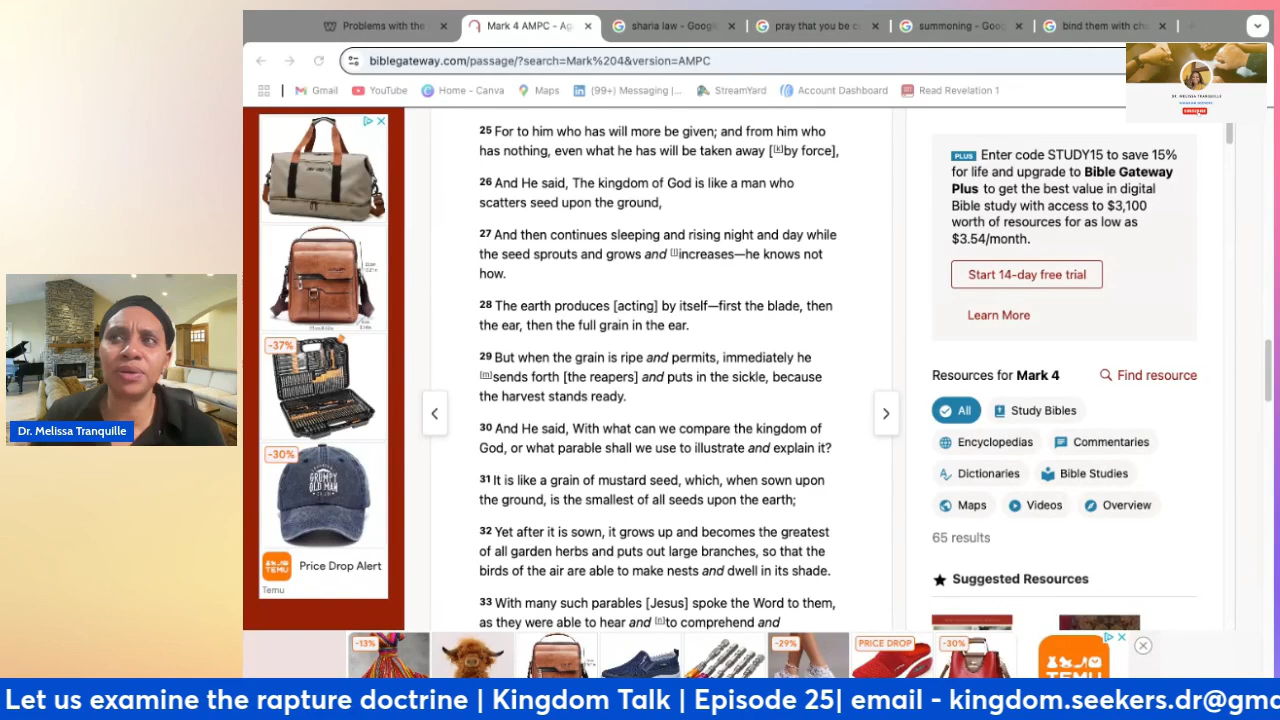 Problems with the
Mark 4 AMPC - Ag
sharia law - Google
pray that you be c
summoning - Goo
bind them with ch
biblegateway.com/passage/?search=Mark%204&version=AMPC
Gmail
YouTube
Home - Canva
Maps
(99+) Messaging |...
StreamYard
Account Dashboard
Read Revelation 1
DR. MELISSA TRANQUILLE
SUBSCRIBE
25 For to him who has will more be given; and from him who
has nothing, even what he has will be taken away [[k]by force],
26 And He said, The kingdom of God is like a man who
scatters seed upon the ground,
27 And then continues sleeping and rising night and day while
the seed sprouts and grows and [l]increases—he knows not
how.
28 The earth produces [acting] by itself—first the blade, then
the ear, then the full grain in the ear.
29 But when the grain is ripe and permits, immediately he
[m]sends forth [the reapers] and puts in the sickle, because
the harvest stands ready.
30 And He said, With what can we compare the kingdom of
God, or what parable shall we use to illustrate and explain it?
31 It is like a grain of mustard seed, which, when sown upon
the ground, is the smallest of all seeds upon the earth;
32 Yet after it is sown, it grows up and becomes the greatest
of all garden herbs and puts out large branches, so that the
birds of the air are able to make nests and dwell in its shade.
33 With many such parables [Jesus] spoke the Word to them,
as they were able to hear and [n]to comprehend and
PLUS Enter code STUDY15 to save 15%
for life and upgrade to Bible Gateway
Plus to get the best value in digital
Bible study with access to $3,100
worth of resources for as low as
$3.54/month.
Start 14-day free trial
Learn More
Resources for Mark 4
Find resource
All
Study Bibles
Encyclopedias
Commentaries
Dictionaries
Bible Studies
Maps
Videos
Overview
65 results
Suggested Resources
-37%
-30%
GRUMPY
OLD MAN
CLUB
TEMU
Price Drop Alert
Temu
-13%
-29%
PRICE DROP
-30%
TEMU
Dr. Melissa Tranquille
Let us examine the rapture doctrine | Kingdom Talk | Episode 25| email - kingdom.seekers.dr@gma